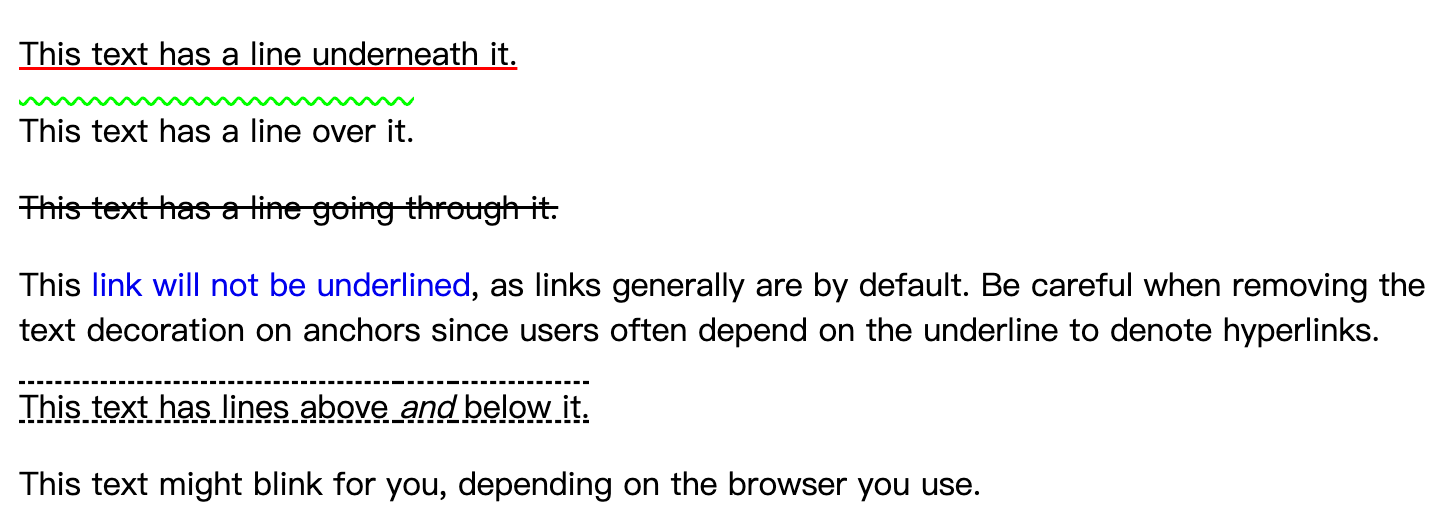 This text has a line underneath it.
This text has a line over it.
This text has a line going through it.
This link will not be underlined, as links generally are by default. Be careful when removing the
text decoration on anchors since users often depend on the underline to denote hyperlinks.
This text has lines above and below it.
This text might blink for you, depending on the browser you use.